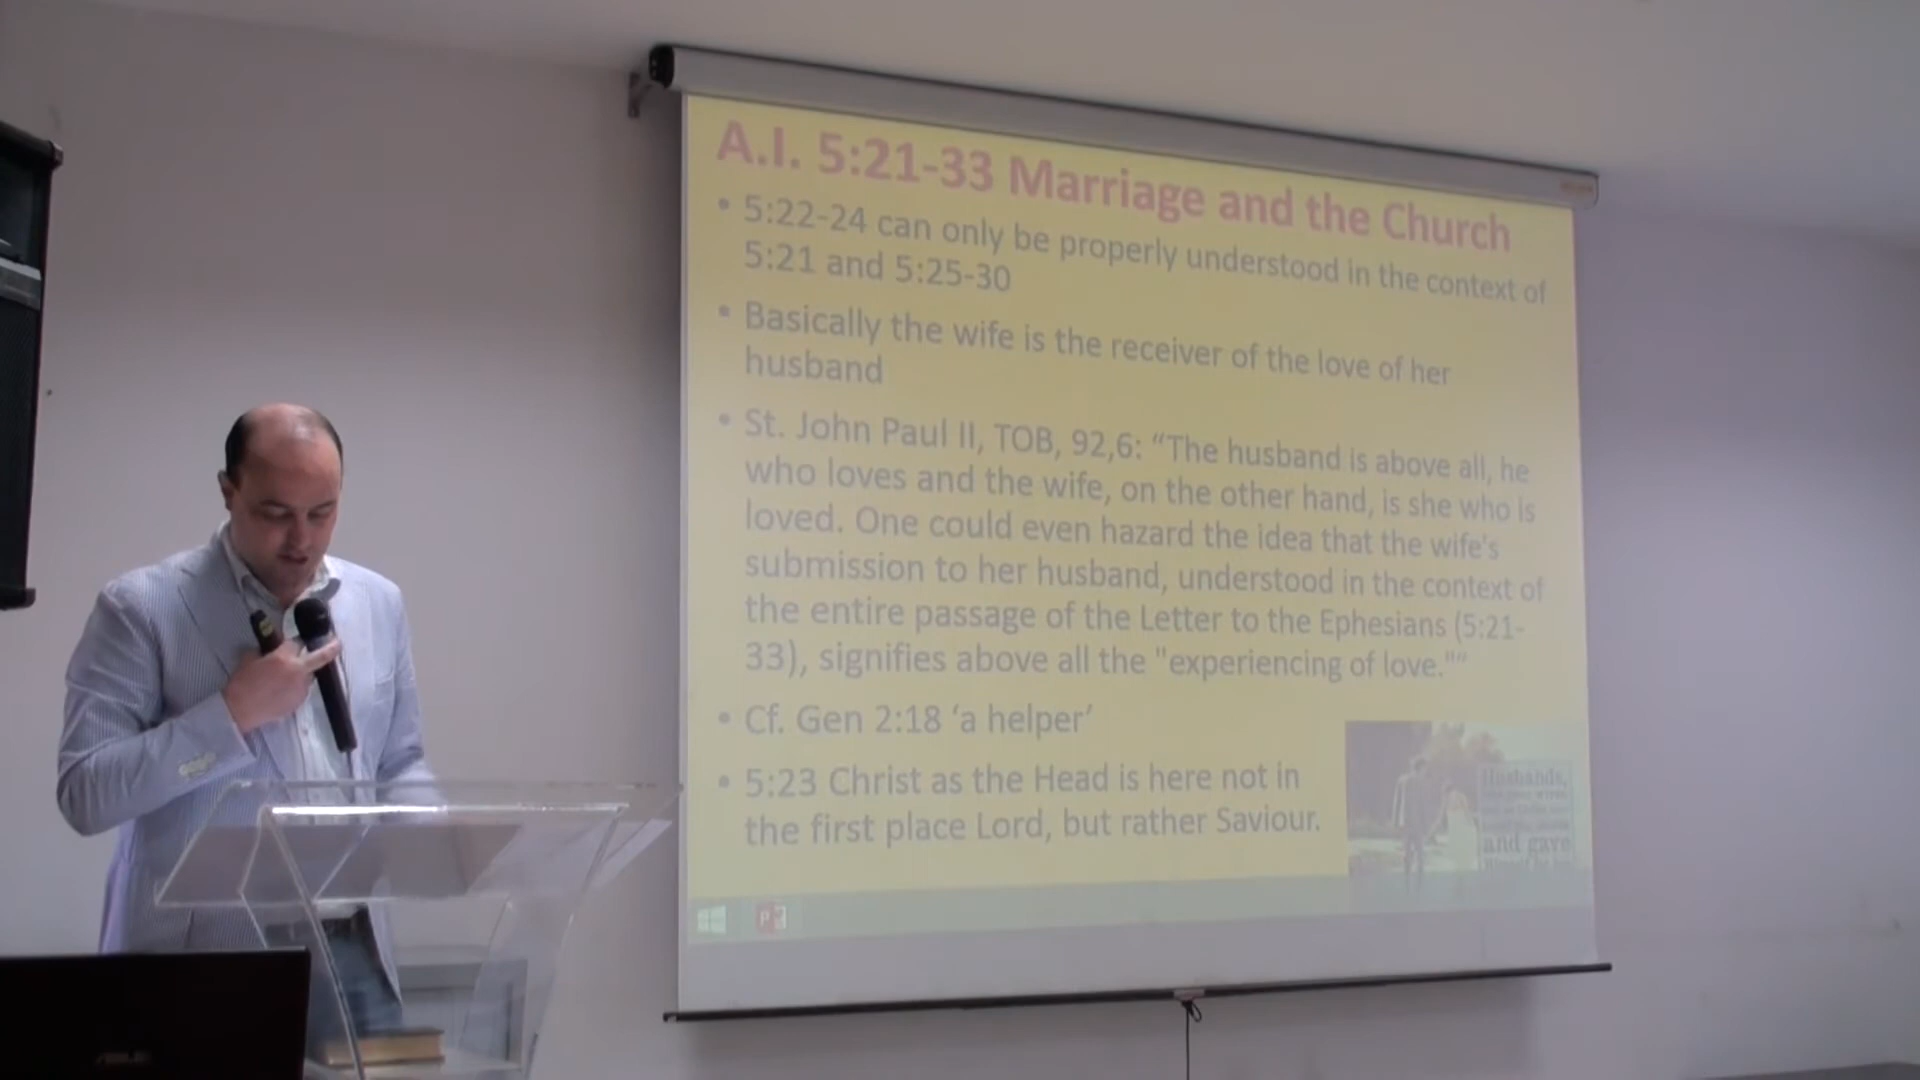 A.I. 5:21-33 Marriage and the Church
• 5:22-24 can only be properly understood in the context of
5:21 and 5:25-30
• Basically the wife is the receiver of the love of her
husband
• St. John Paul II, TOB, 92,6: “The husband is above all, he
who loves and the wife, on the other hand, is she who is
loved. One could even hazard the idea that the wife's
submission to her husband, understood in the context of
the entire passage of the Letter to the Ephesians (5:21-
33), signifies above all the "experiencing of love."“
• Cf. Gen 2:18 ‘a helper’
• 5:23 Christ as the Head is here not in
the first place Lord, but rather Saviour.
Husbands,
and gave
ASUS